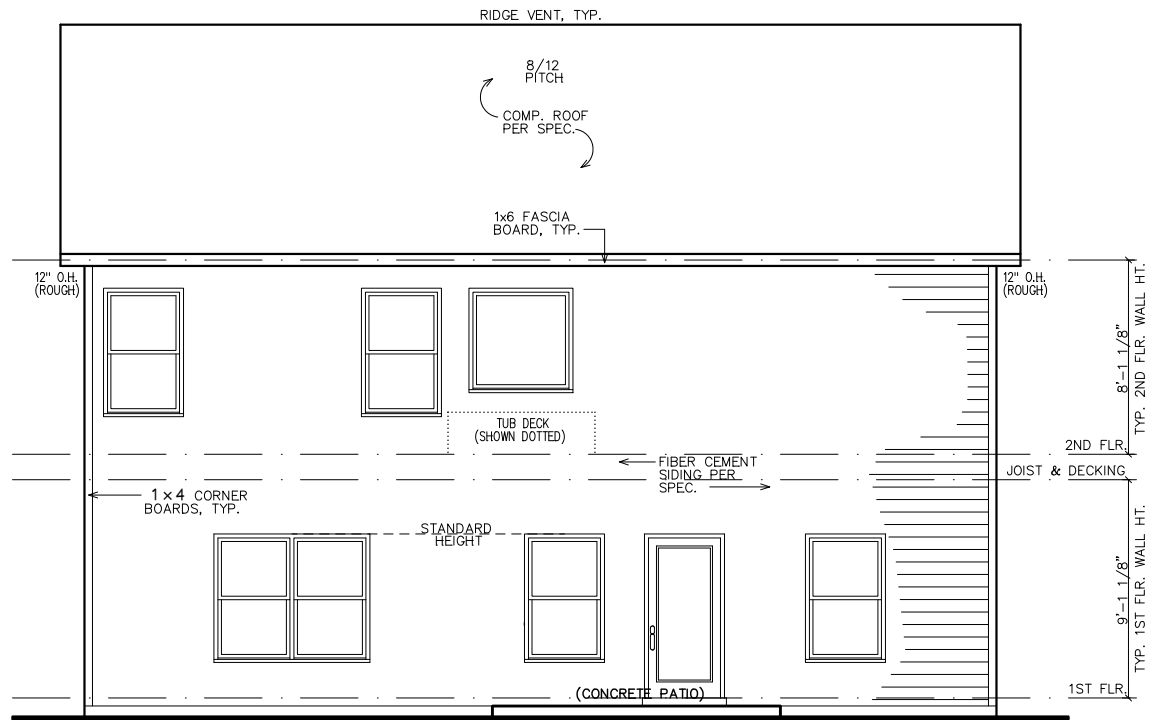 RIDGE VENT, TYP.
8/12
PITCH
COMP. ROOF
PER SPEC.
1x6 FASCIA
BOARD, TYP.
12" O.H.
(ROUGH)
12" O.H.
(ROUGH)
8'-1 1/8"
TYP. 2ND FLR. WALL HT.
TUB DECK
(SHOWN DOTTED)
2ND FLR.
FIBER CEMENT
SIDING PER
SPEC.
JOIST & DECKING
1x4 CORNER
BOARDS, TYP.
STANDARD
HEIGHT
9'-1 1/8"
TYP. 1ST FLR. WALL HT.
(CONCRETE PATIO)
1ST FLR.